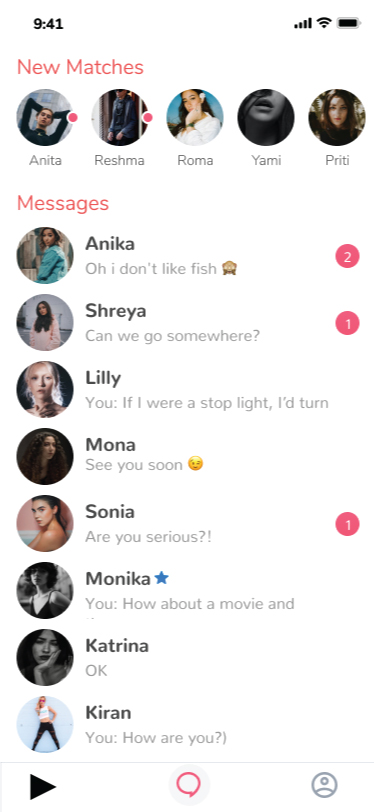 9:41
New Matches
Anita Reshma Roma Yami Priti
Messages
Anika
Oh i don't like fish 🙈
2
Shreya
Can we go somewhere?
1
Lilly
You: If I were a stop light, I'd turn
Mona
See you soon 😉
Sonia
Are you serious?!
1
Monika
You: How about a movie and
Katrina
OK
Kiran
You: How are you?)